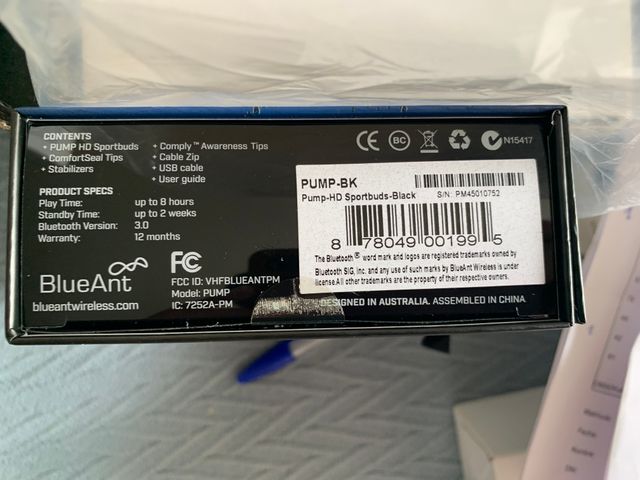 CONTENTS
+ PUMP HD Sportbuds
+ ComfortSeal Tips
+ Stabilizers
+ Comply™ Awareness Tips
+ Cable Zip
+ USB cable
+ User guide
PRODUCT SPECS
Play Time: up to 8 hours
Standby Time: up to 2 weeks
Bluetooth Version: 3.0
Warranty: 12 months
BlueAnt
blueantwireless.com
FC
FCC ID: VHFBLUEANTPM
Model: PUMP
IC: 7252A-PM
CE
BC
N15417
PUMP-BK
Pump-HD Sportbuds-Black
S/N: PM45010752
8 78049 00199 5
The Bluetooth® word mark and logos are registered trademarks owned by
Bluetooth SIG, Inc. and any use of such marks by BlueAnt Wireless is under
license.All other trademarks are the property of their respective owners.
DESIGNED IN AUSTRALIA. ASSEMBLED IN CHINA